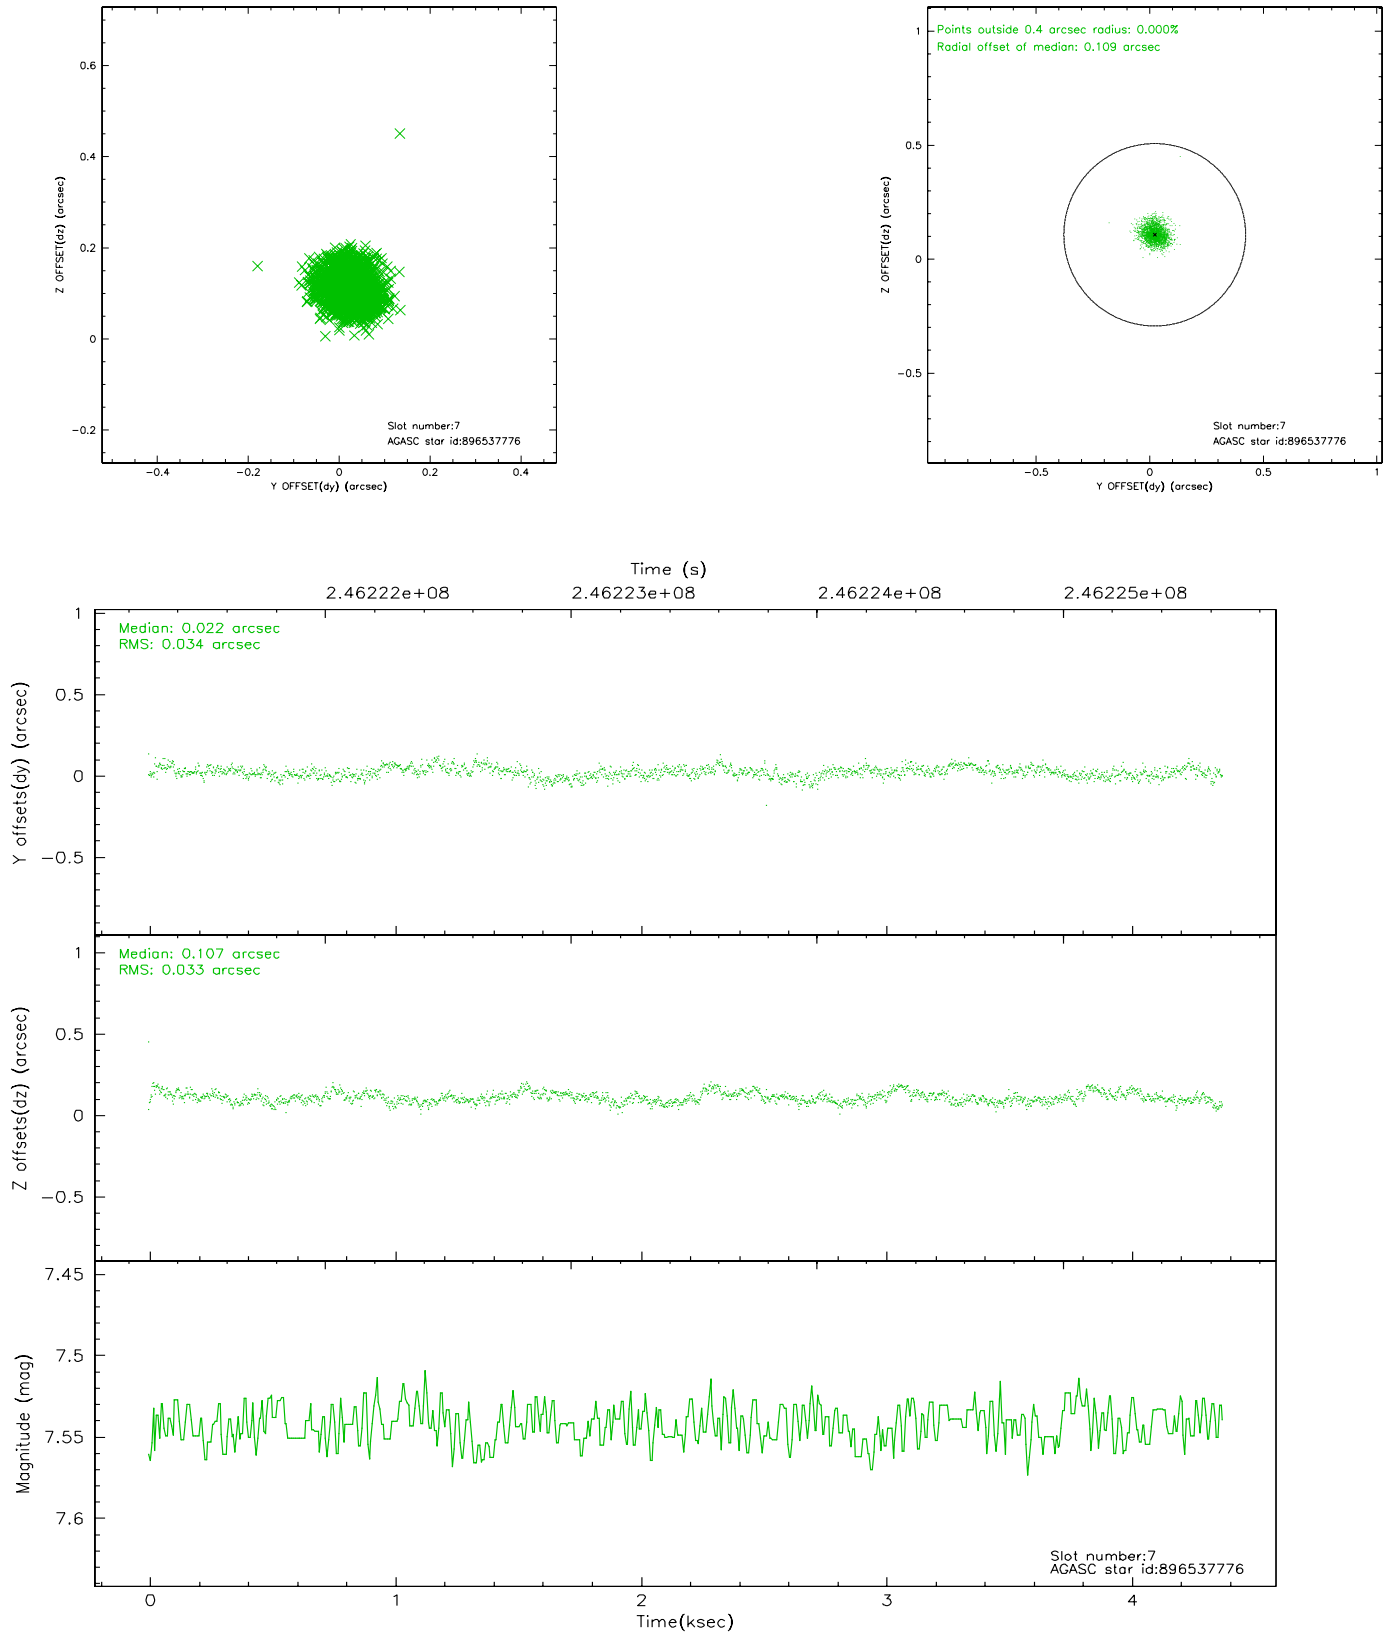 0.6
0.4
0.2
0
−0.2
Z OFFSET(dz) (arcsec)
Slot number:7
AGASC star id:896537776
−0.4 −0.2 0 0.2 0.4
Y OFFSET(dy) (arcsec)
Points outside 0.4 arcsec radius: 0.000%
Radial offset of median: 0.109 arcsec
1
0.5
0
−0.5
Z OFFSET(dz) (arcsec)
Slot number:7
AGASC star id:896537776
−0.5 0 0.5 1
Y OFFSET(dy) (arcsec)
Time (s)
2.46222e+08 2.46223e+08 2.46224e+08 2.46225e+08
Median: 0.022 arcsec
RMS: 0.034 arcsec
1
0.5
0
−0.5
Y offsets(dy) (arcsec)
Median: 0.107 arcsec
RMS: 0.033 arcsec
1
0.5
0
−0.5
Z offsets(dz) (arcsec)
7.45
7.5
7.55
7.6
Magnitude (mag)
Slot number:7
AGASC star id:896537776
0 1 2 3 4
Time(ksec)